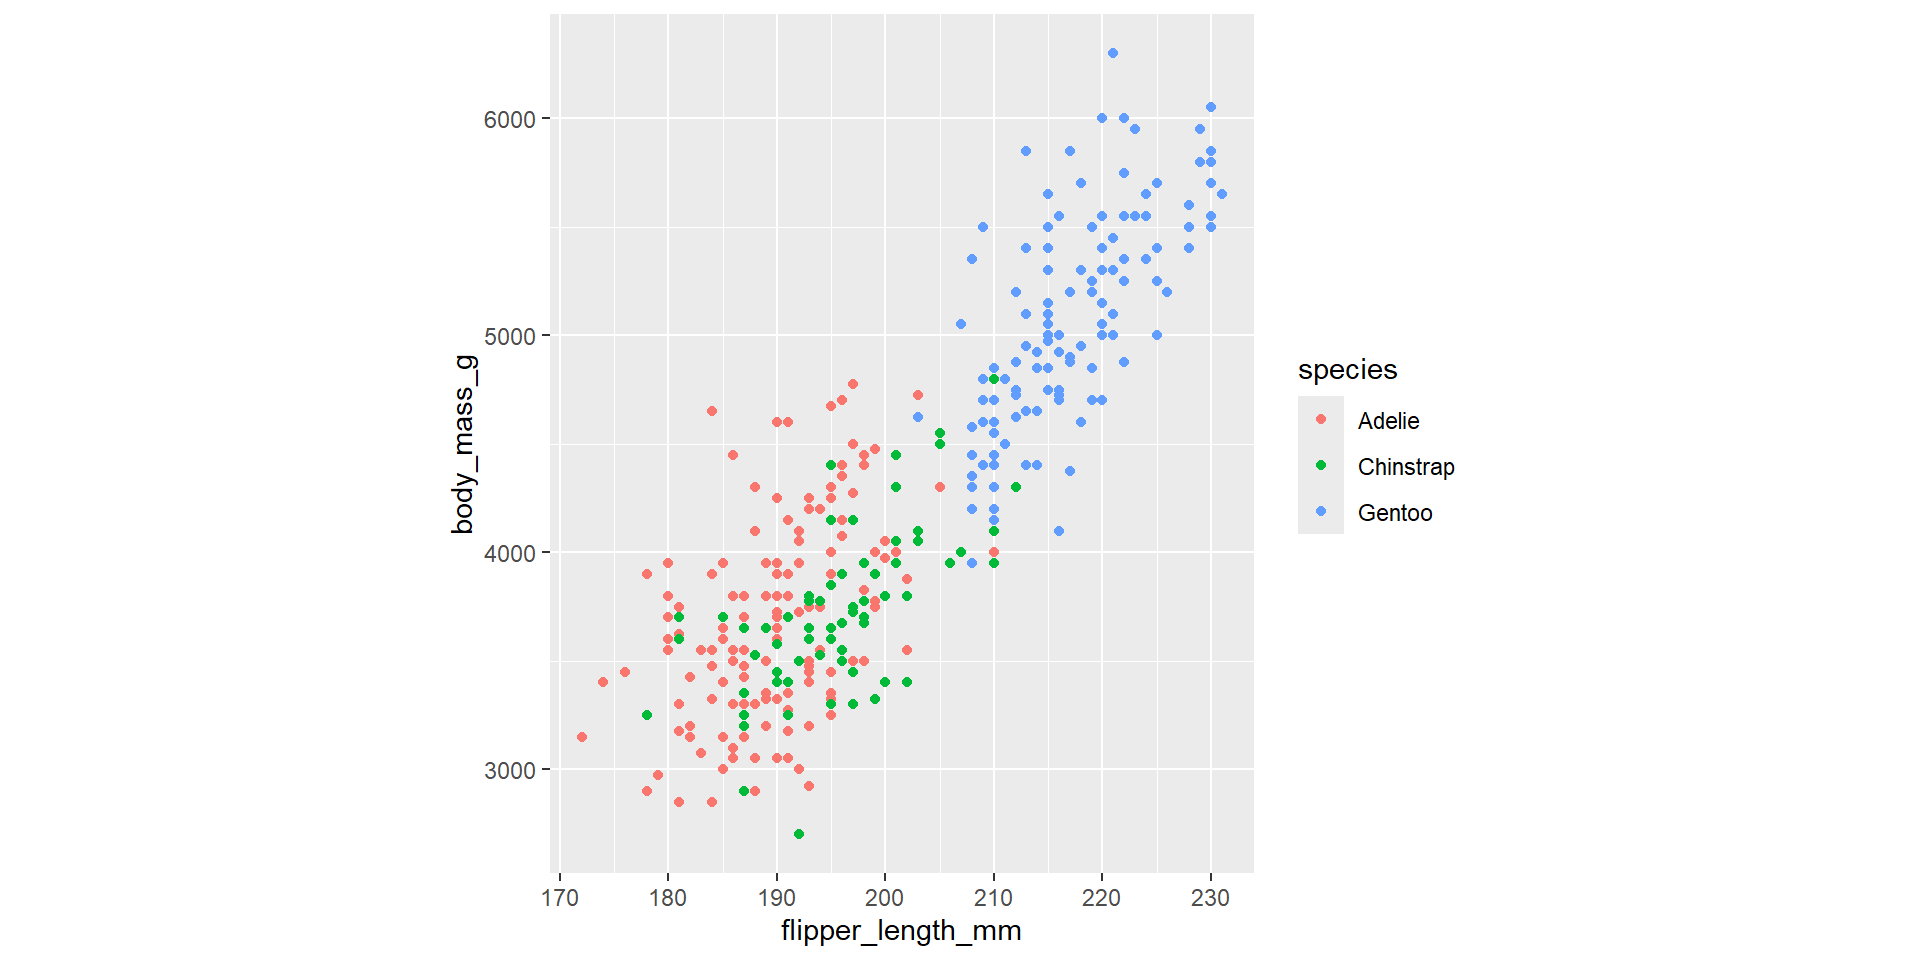 6000
5000
4000
3000
body_mass_g
170 180 190 200 210 220 230
flipper_length_mm
species
Adelie
Chinstrap
Gentoo